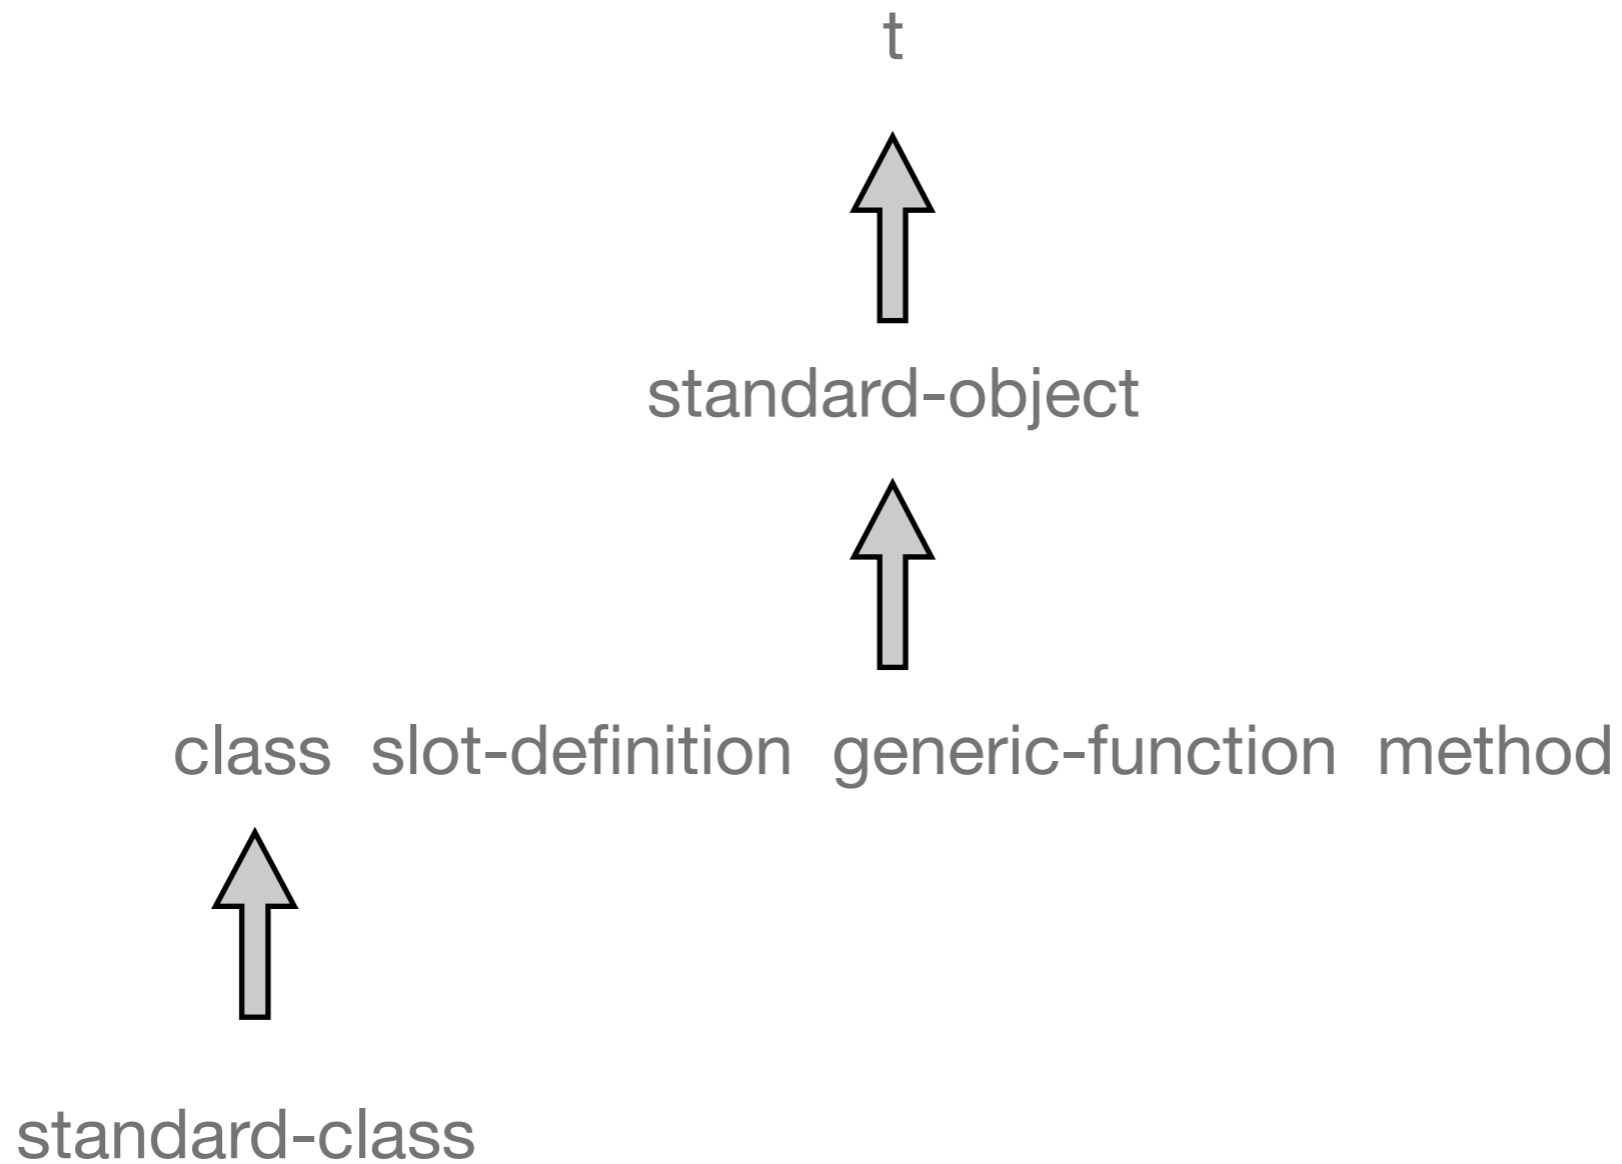 t
standard-object
class slot-definition generic-function method
standard-class